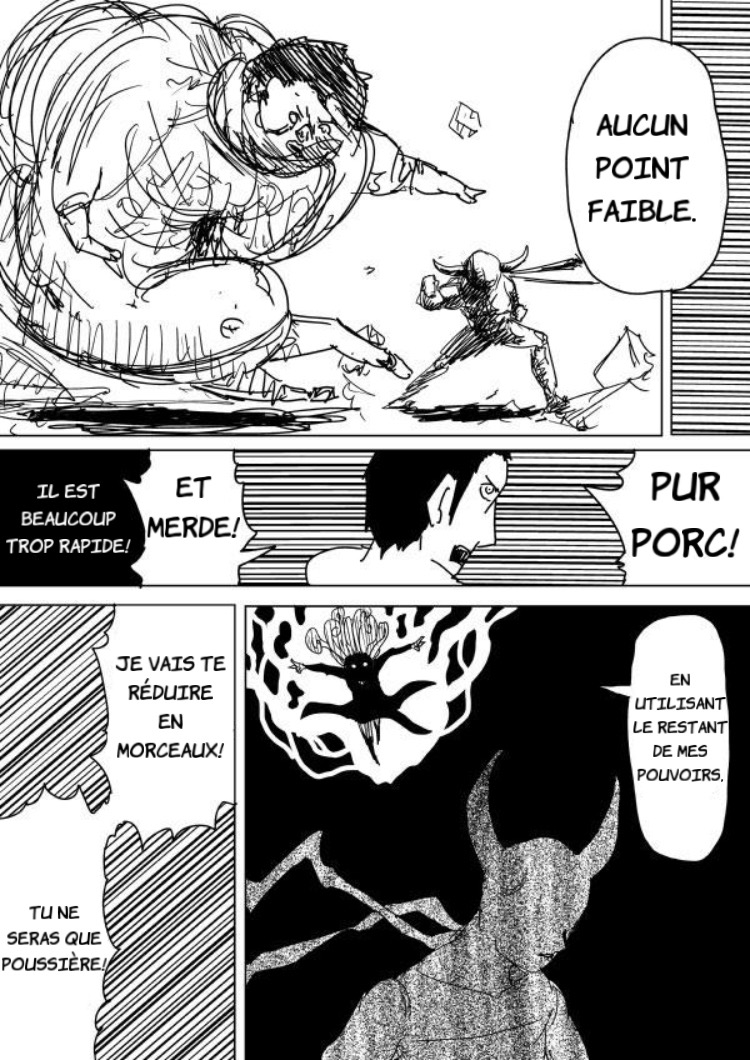 AUCUN
POINT
FAIBLE.
PUR
PORC!
ET
MERDE!
IL EST
BEAUCOUP
TROP RAPIDE!
EN
UTILISANT
LE RESTANT
DE MES
POUVOIRS,
JE VAIS TE
RÉDUIRE
EN
MORCEAUX!
TU NE
SERAS QUE
POUSSIÈRE!